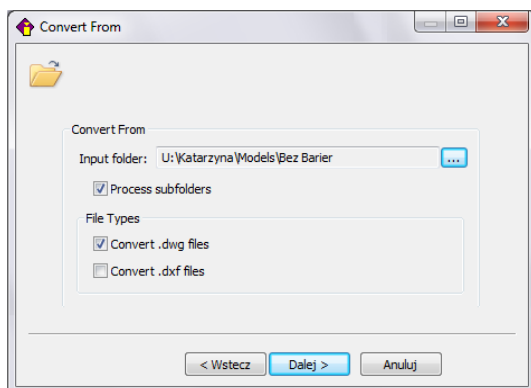 Convert From
Convert From
Input folder: U:\Katarzyna\Models\Bez Barier ...
Process subfolders
File Types
Convert .dwg files
Convert .dxf files
< Wstecz Dalej > Anuluj